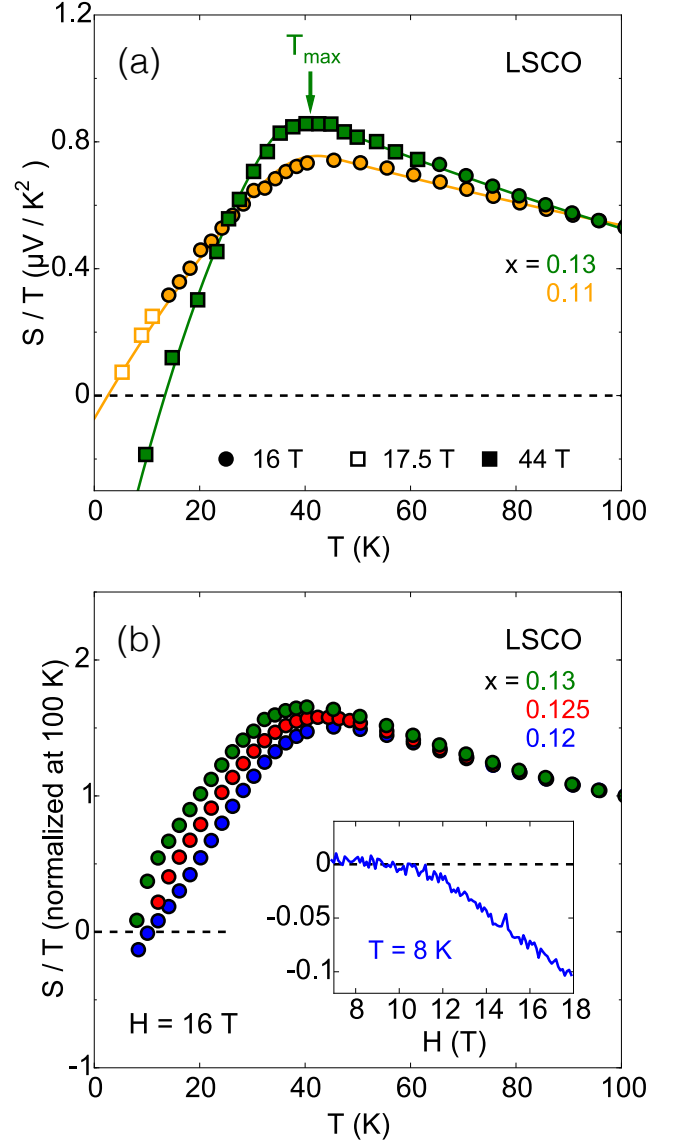 (a)
LSCO
T_max
S / T (μV / K²)
1.2
0.8
0.4
0
x = 0.13
0.11
16 T
17.5 T
44 T
0 20 40 60 80 100
T (K)
(b)
LSCO
x = 0.13
0.125
0.12
S / T (normalized at 100 K)
2
1
0
-1
H = 16 T
0
-0.05
-0.1
T = 8 K
8 10 12 14 16 18
H (T)
0 20 40 60 80 100
T (K)